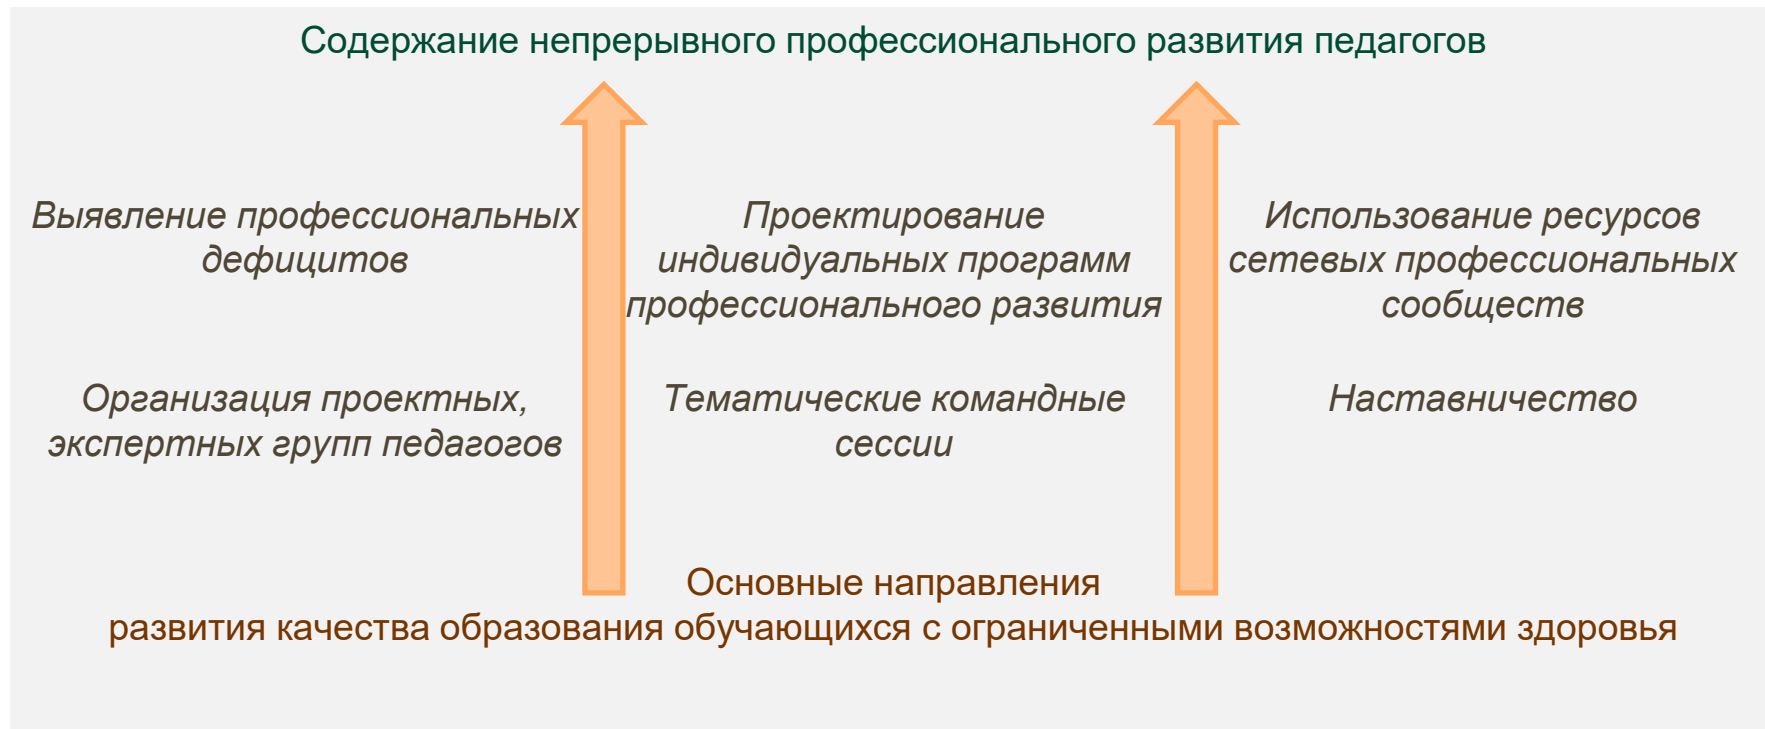 Содержание непрерывного профессионального развития педагогов
Выявление профессиональных
дефицитов
Проектирование
индивидуальных программ
профессионального развития
Использование ресурсов
сетевых профессиональных
сообществ
Организация проектных,
экспертных групп педагогов
Тематические командные
сессии
Наставничество
Основные направления
развития качества образования обучающихся с ограниченными возможностями здоровья